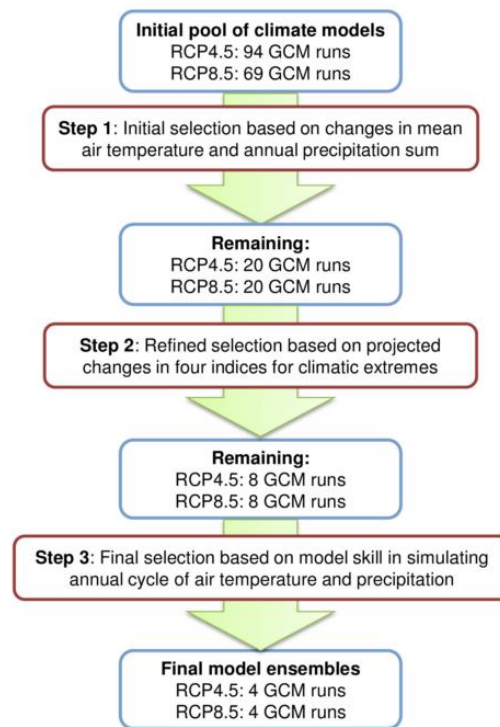 Initial pool of climate models
RCP4.5: 94 GCM runs
RCP8.5: 69 GCM runs
Step 1: Initial selection based on changes in mean
air temperature and annual precipitation sum
Remaining:
RCP4.5: 20 GCM runs
RCP8.5: 20 GCM runs
Step 2: Refined selection based on projected
changes in four indices for climatic extremes
Remaining:
RCP4.5: 8 GCM runs
RCP8.5: 8 GCM runs
Step 3: Final selection based on model skill in simulating
annual cycle of air temperature and precipitation
Final model ensembles
RCP4.5: 4 GCM runs
RCP8.5: 4 GCM runs